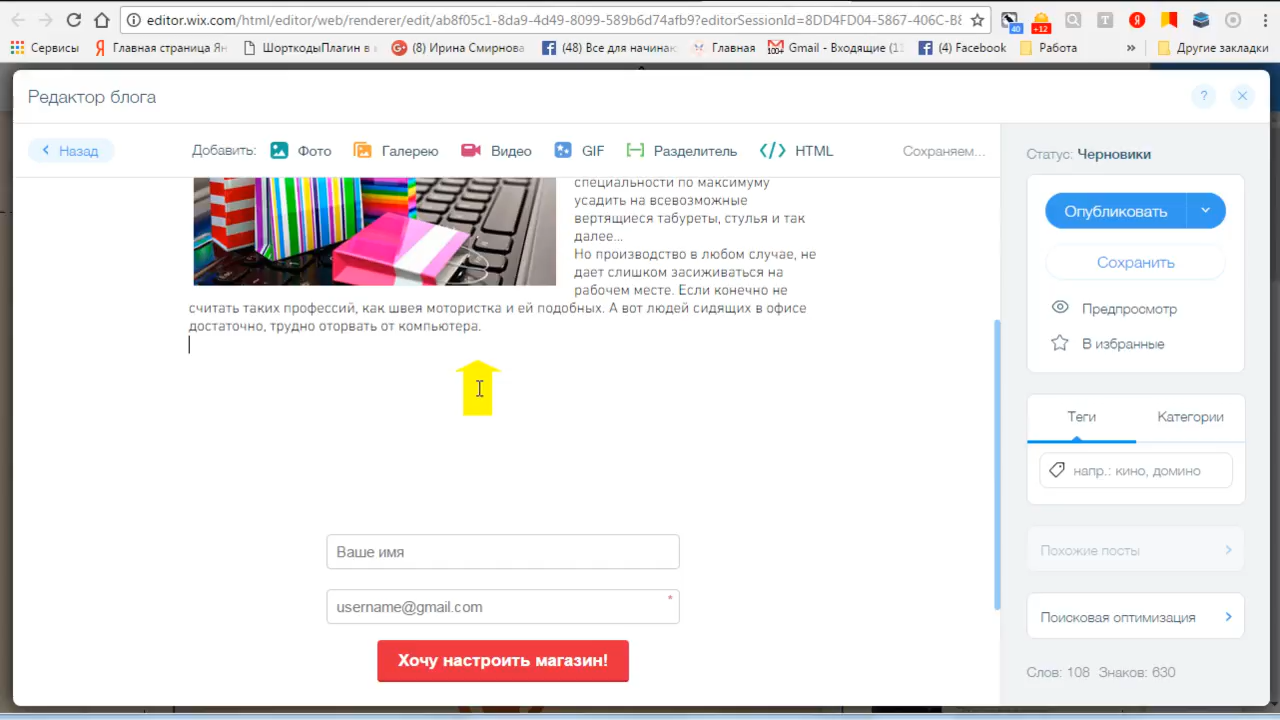 editor.wix.com/html/editor/web/renderer/edit/ab8f05c1-8da9-4d49-8099-589b6d74afb9?editorSessionId=8DD4FD04-5867-406C-B8
40
+12
Сервисы
Главная страница Ян
ШорткодыПлагин в
(8) Ирина Смирнова
(48) Все для начинак
Главная
100+
Gmail - Входящие (1
(4) Facebook
Работа
»
Другие закладки
Редактор блога
?
Назад
Добавить:
Фото
Галерею
Видео
GIF
Разделитель
HTML
Сохраняем...
специальности по максимуму
усадить на всевозможные
вертящиеся табуреты, стулья и так
далее...
Но производство в любом случае, не
дает слишком засиживаться на
рабочем месте. Если конечно не
считать таких профессий, как швея мотористка и ей подобных. А вот людей сидящих в офисе
достаточно, трудно оторвать от компьютера.
Ваше имя
username@gmail.com *
Хочу настроить магазин!
Статус: Черновики
Опубликовать
Сохранить
Предпросмотр
В избранные
Теги
Категории
напр.: кино, домино
Похожие посты
Поисковая оптимизация
Слов: 108 Знаков: 630